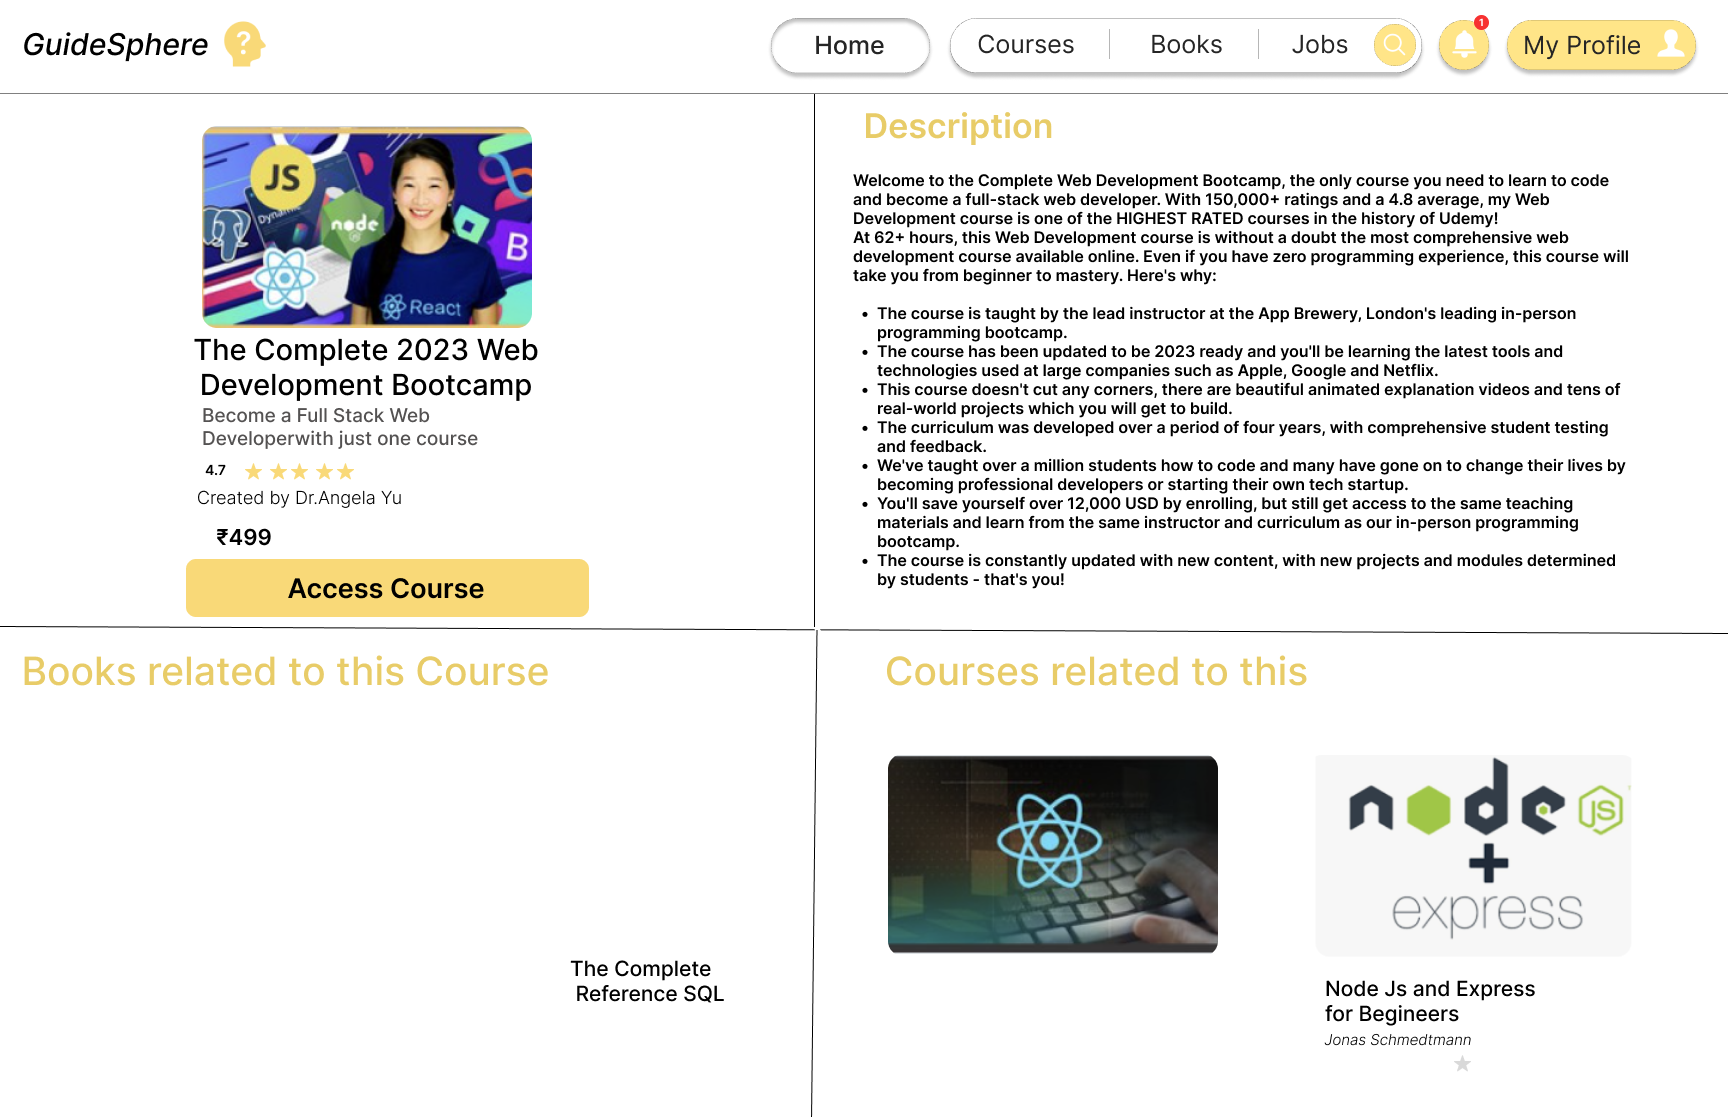 GuideSphere
?
Home
Courses
Books
Jobs
1
My Profile
JS
node
React
B
The Complete 2023 Web
Development Bootcamp
Become a Full Stack Web
Developerwith just one course
4.7
Created by Dr.Angela Yu
₹499
Access Course
Description
Welcome to the Complete Web Development Bootcamp, the only course you need to learn to code
and become a full-stack web developer. With 150,000+ ratings and a 4.8 average, my Web
Development course is one of the HIGHEST RATED courses in the history of Udemy!
At 62+ hours, this Web Development course is without a doubt the most comprehensive web
development course available online. Even if you have zero programming experience, this course will
take you from beginner to mastery. Here's why:
• The course is taught by the lead instructor at the App Brewery, London's leading in-person
programming bootcamp.
• The course has been updated to be 2023 ready and you'll be learning the latest tools and
technologies used at large companies such as Apple, Google and Netflix.
• This course doesn't cut any corners, there are beautiful animated explanation videos and tens of
real-world projects which you will get to build.
• The curriculum was developed over a period of four years, with comprehensive student testing
and feedback.
• We've taught over a million students how to code and many have gone on to change their lives by
becoming professional developers or starting their own tech startup.
• You'll save yourself over 12,000 USD by enrolling, but still get access to the same teaching
materials and learn from the same instructor and curriculum as our in-person programming
bootcamp.
• The course is constantly updated with new content, with new projects and modules determined
by students - that's you!
Books related to this Course
The Complete
Reference SQL
Courses related to this
node JS
+
express
Node Js and Express
for Begineers
Jonas Schmedtmann